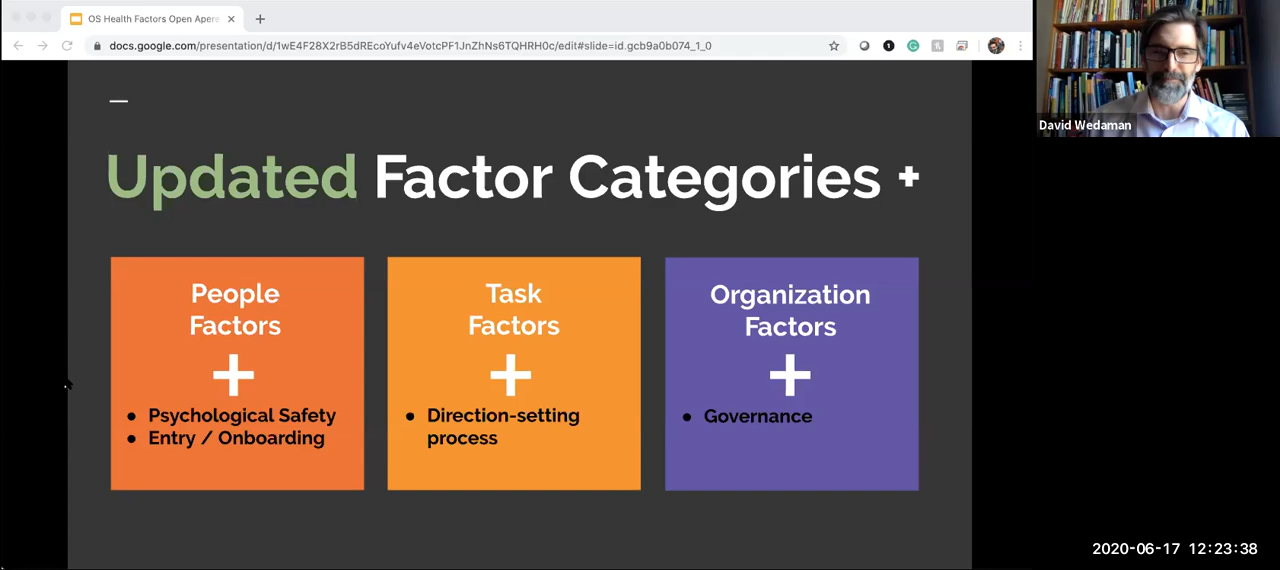 OS Health Factors Open Apere
docs.google.com/presentation/d/1wE4F28X2rB5dREcoYufv4eVotcPF1JnZhNs6TQHRH0c/edit#slide=id.gcb9a0b074_1_0
David Wedaman
Updated Factor Categories +
People
Factors
+
● Psychological Safety
● Entry / Onboarding
Task
Factors
+
● Direction-setting
process
Organization
Factors
+
● Governance
2020-06-17 12:23:38